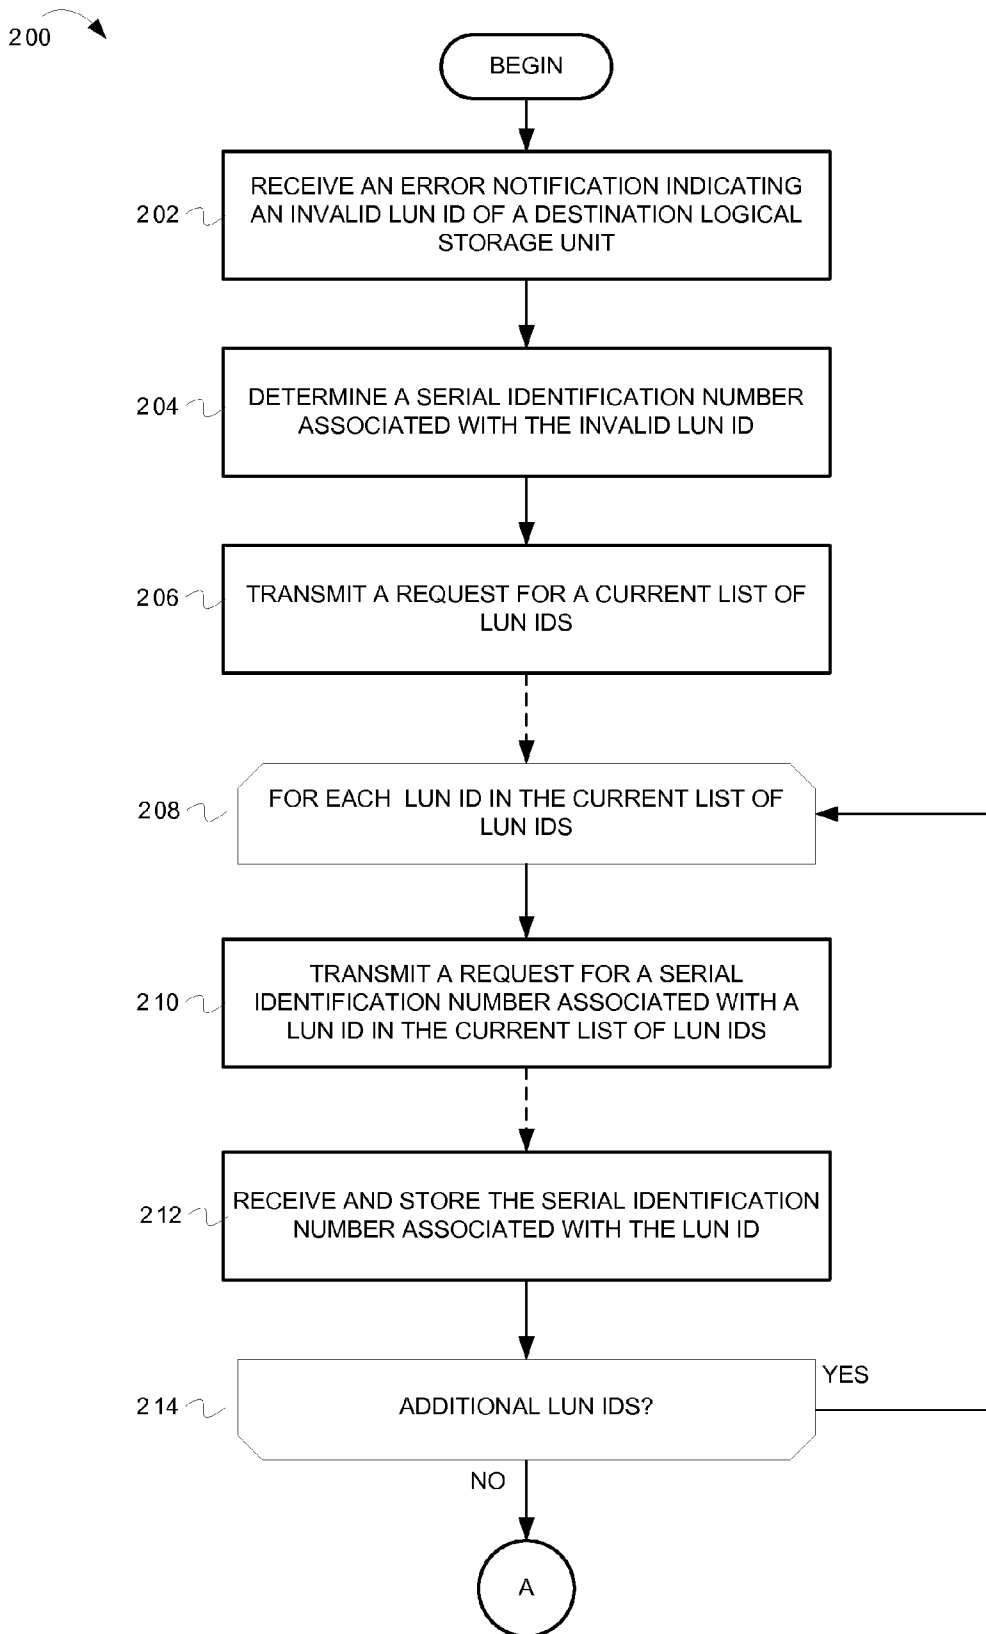 200
BEGIN
202
RECEIVE AN ERROR NOTIFICATION INDICATING
AN INVALID LUN ID OF A DESTINATION LOGICAL
STORAGE UNIT
204
DETERMINE A SERIAL IDENTIFICATION NUMBER
ASSOCIATED WITH THE INVALID LUN ID
206
TRANSMIT A REQUEST FOR A CURRENT LIST OF
LUN IDS
208
FOR EACH LUN ID IN THE CURRENT LIST OF
LUN IDS
210
TRANSMIT A REQUEST FOR A SERIAL
IDENTIFICATION NUMBER ASSOCIATED WITH A
LUN ID IN THE CURRENT LIST OF LUN IDS
212
RECEIVE AND STORE THE SERIAL IDENTIFICATION
NUMBER ASSOCIATED WITH THE LUN ID
214
ADDITIONAL LUN IDS?
YES
NO
A